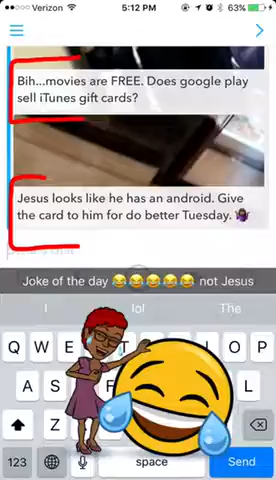 Verizon 5:12 PM 63%
Bih...movies are FREE. Does google play
sell iTunes gift cards?
Jesus looks like he has an android. Give
the card to him for do better Tuesday. 🤷🏾‍♀️
Joke of the day 😂😂😂😂😂 not Jesus
I lol The
Q W E T O P
A S F L
Z
123 space Send